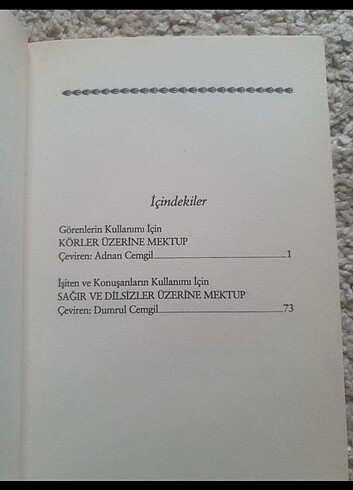 İçindekiler
Görenlerin Kullanımı İçin
KÖRLER ÜZERİNE MEKTUP
Çeviren: Adnan Cemgil 1
İşiten ve Konuşanların Kullanımı İçin
SAĞIR VE DİLSİZLER ÜZERİNE MEKTUP
Çeviren: Dumrul Cemgil 73